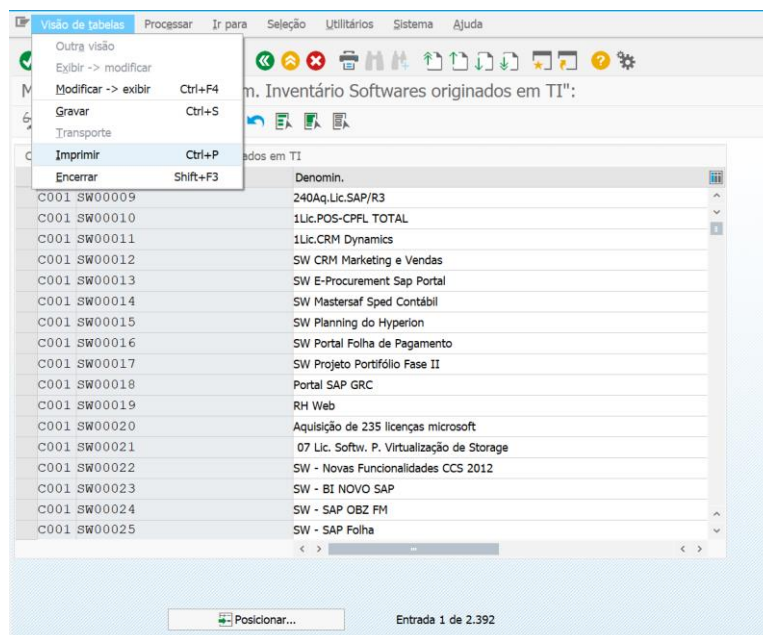 Visão de tabelas Processar Ir para Seleção Utilitários Sistema Ajuda
Outra visão
Exibir -> modificar
Modificar -> exibir Ctrl+F4
Gravar Ctrl+S
Transporte
Imprimir Ctrl+P
Encerrar Shift+F3
M m. Inventário Softwares originados em TI":
C ados em TI
Denomin.
C001 SW00009 240Aq.Lic.SAP/R3
C001 SW00010 1Lic.POS-CPFL TOTAL
C001 SW00011 1Lic.CRM Dynamics
C001 SW00012 SW CRM Marketing e Vendas
C001 SW00013 SW E-Procurement Sap Portal
C001 SW00014 SW Mastersaf Sped Contábil
C001 SW00015 SW Planning do Hyperion
C001 SW00016 SW Portal Folha de Pagamento
C001 SW00017 SW Projeto Portifólio Fase II
C001 SW00018 Portal SAP GRC
C001 SW00019 RH Web
C001 SW00020 Aquisição de 235 licenças microsoft
C001 SW00021 07 Lic. Softw. P. Virtualização de Storage
C001 SW00022 SW - Novas Funcionalidades CCS 2012
C001 SW00023 SW - BI NOVO SAP
C001 SW00024 SW - SAP OBZ FM
C001 SW00025 SW - SAP Folha
Posicionar... Entrada 1 de 2.392